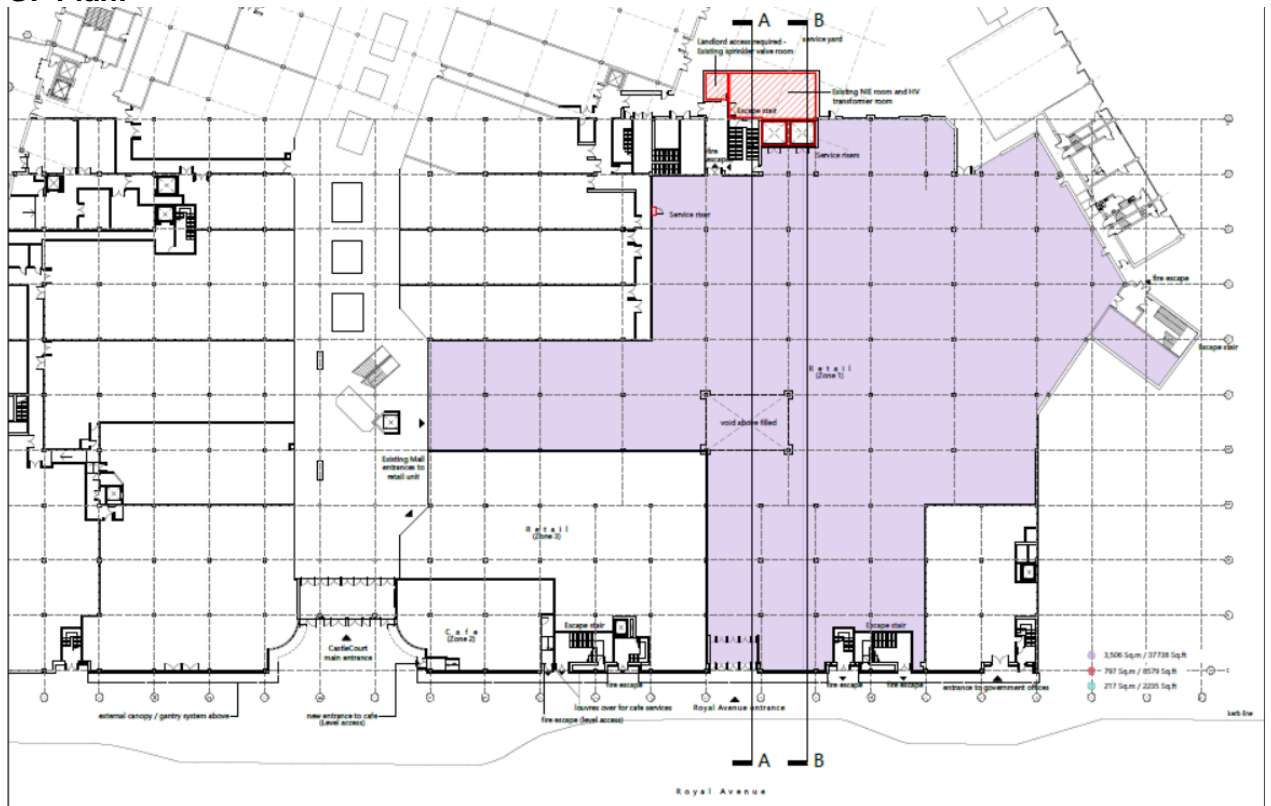 A
B
service yard
Landlord access required -
Existing sprinkler valve room
Existing NIE room and HV
transformer room
Escape stair
fire
escape
Service risers
Service riser
fire escape
Escape stair
Retail
(Zone 1)
void above filled
Existing Mall
entrances to
retail unit
Retail
(Zone 3)
Cafe
(Zone 2)
Escape stair
Escape stair
CastleCourt
main entrance
3,506 Sq.m / 37738 Sq.ft
797 Sq.m / 8579 Sq.ft
217 Sq.m / 2235 Sq.ft
fire escape
fire escape
fire escape
entrance to government offices
louvres over for cafe services
Royal Avenue entrance
external canopy / gantry system above
new entrance to cafe
(Level access)
fire escape (level access)
kerb line
A
B
Royal Avenue